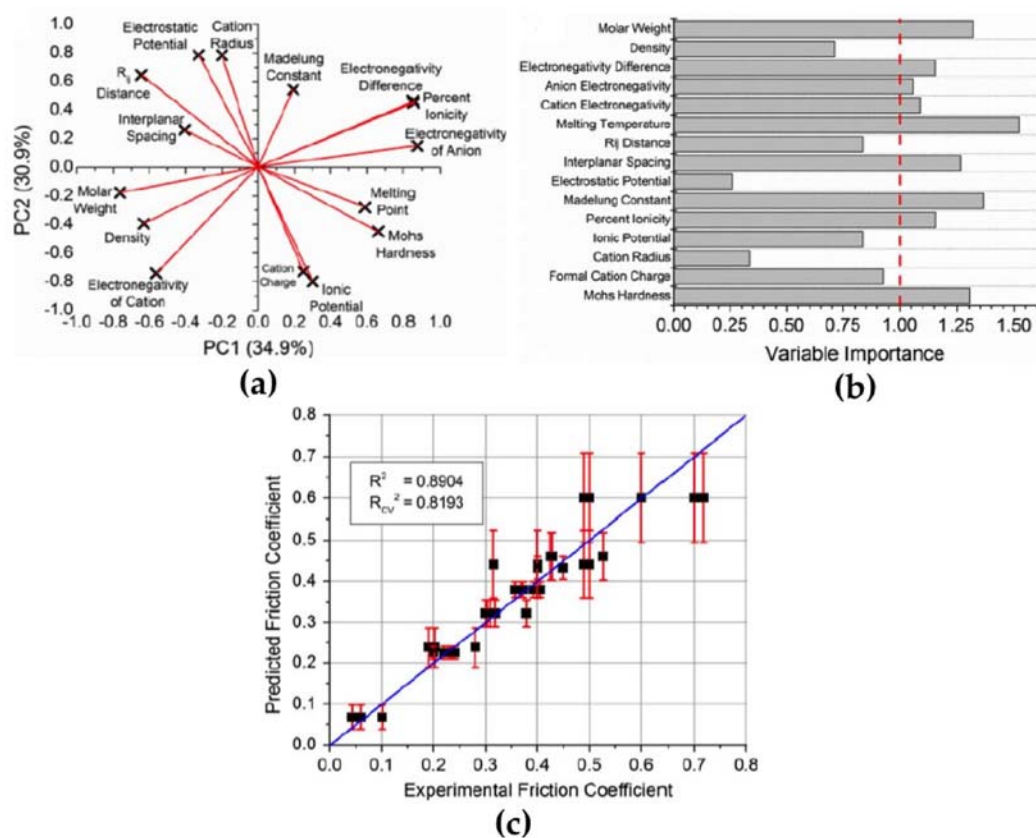 (a)
1.0
0.8
0.6
0.4
0.2
0.0
-0.2
-0.4
-0.6
-0.8
-1.0
PC2 (30.9%)
Electrostatic
Potential
Cation
Radius
Rij
Distance
Madelung
Constant
Electronegativity
Difference
Percent
Ionicity
Interplanar
Spacing
Electronegativity
of Anion
Molar
Weight
Melting
Point
Density
Mohs
Hardness
Electronegativity
of Cation
Cation
Charge
Ionic
Potential
-1.0 -0.8 -0.6 -0.4 -0.2 0.0 0.2 0.4 0.6 0.8 1.0
PC1 (34.9%)
(a)
(b)
Molar Weight
Density
Electronegativity Difference
Anion Electronegativity
Cation Electronegativity
Melting Temperature
Rij Distance
Interplanar Spacing
Electrostatic Potential
Madelung Constant
Percent Ionicity
Ionic Potential
Cation Radius
Formal Cation Charge
Mohs Hardness
0.00 0.25 0.50 0.75 1.00 1.25 1.50
Variable Importance
(b)
0.8
0.7
0.6
0.5
0.4
0.3
0.2
0.1
0.0
Predicted Friction Coefficient
R² = 0.8904
Rcv² = 0.8193
0.0 0.1 0.2 0.3 0.4 0.5 0.6 0.7 0.8
Experimental Friction Coefficient
(c)